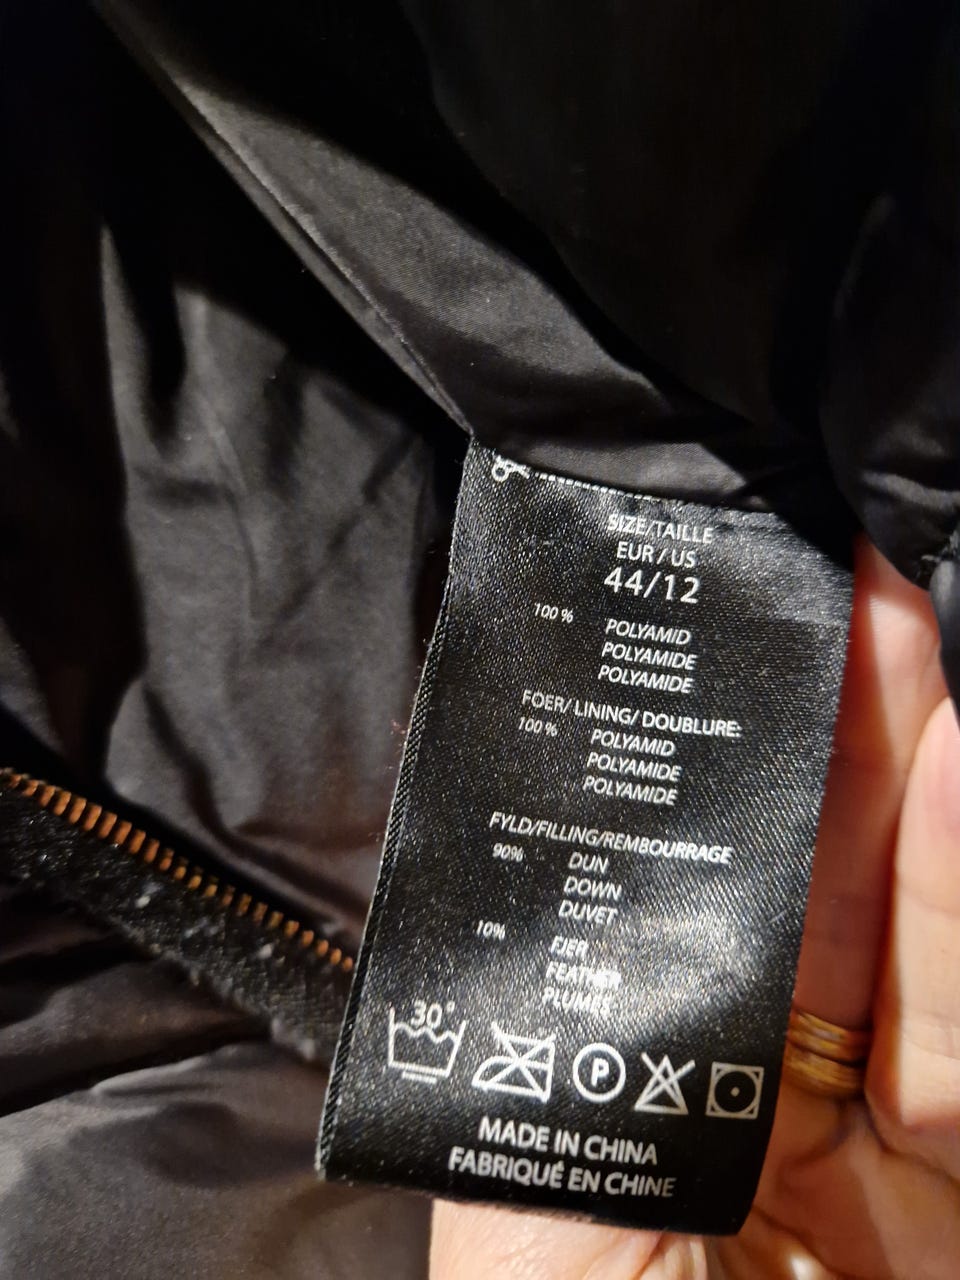 SIZE/TAILLE
EUR / US
44/12
100 % POLYAMID
POLYAMIDE
POLYAMIDE
FOER/ LINING/ DOUBLURE:
100 % POLYAMID
POLYAMIDE
POLYAMIDE
FYLD/FILLING/REMBOURRAGE
90% DUN
DOWN
DUVET
10% FJER
FEATHER
PLUMES
30°
P
MADE IN CHINA
FABRIQUÉ EN CHINE